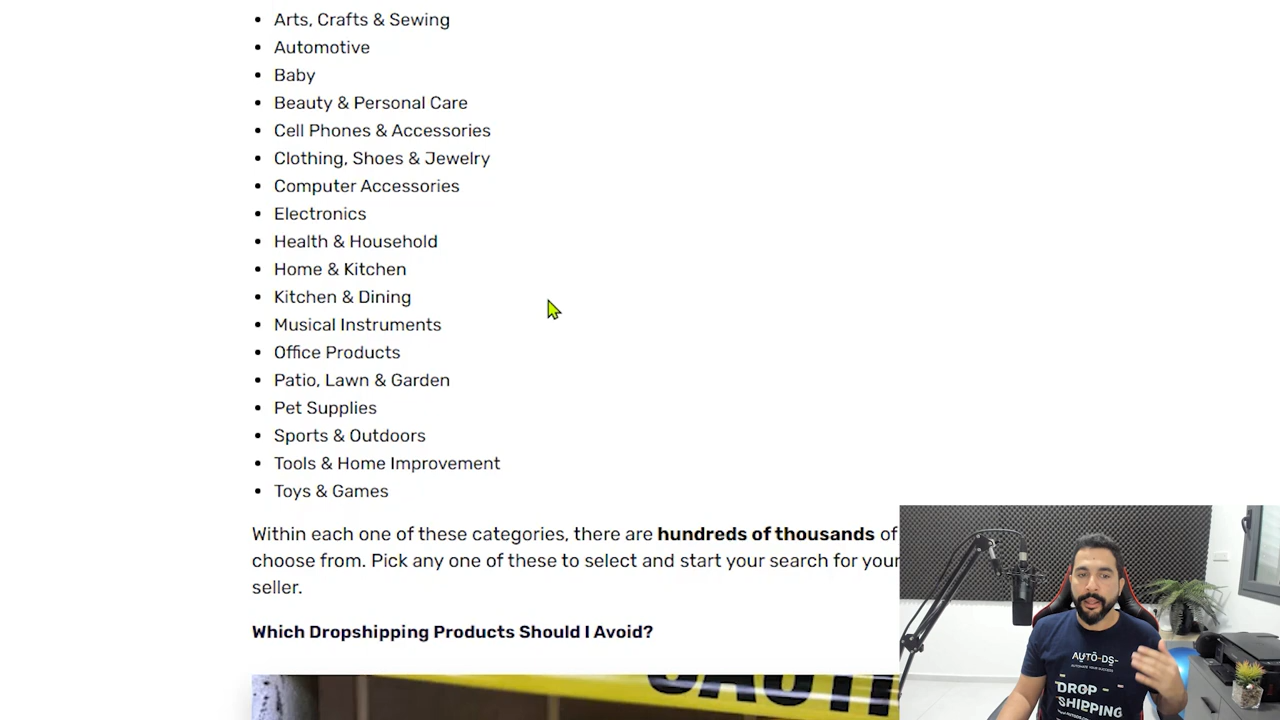 Arts, Crafts & Sewing
Automotive
Baby
Beauty & Personal Care
Cell Phones & Accessories
Clothing, Shoes & Jewelry
Computer Accessories
Electronics
Health & Household
Home & Kitchen
Kitchen & Dining
Musical Instruments
Office Products
Patio, Lawn & Garden
Pet Supplies
Sports & Outdoors
Tools & Home Improvement
Toys & Games
Within each one of these categories, there are hundreds of thousands of
choose from. Pick any one of these to select and start your search for your
seller.
Which Dropshipping Products Should I Avoid?
AUTO-DS-
AUTOMATE YOUR SUCCESS
DROP
SHIPPING